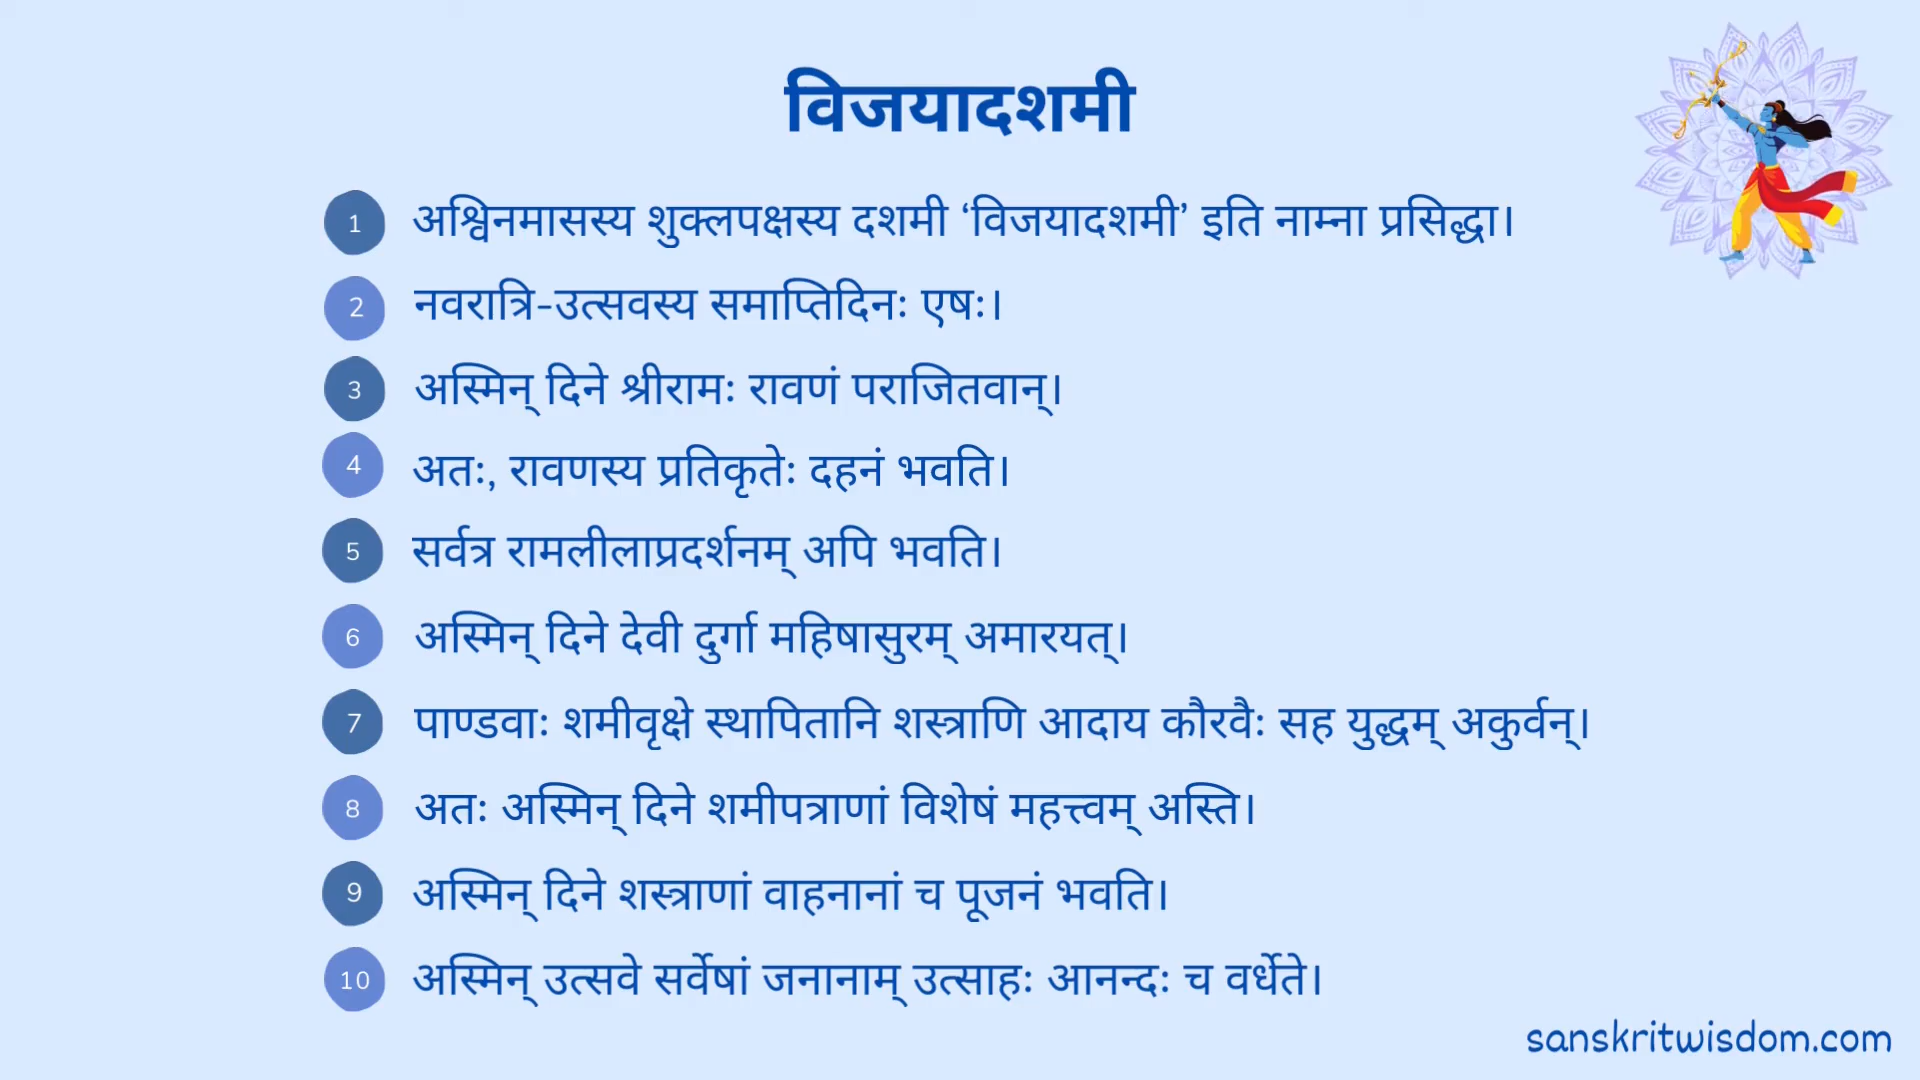 विजयादशमी
1 अश्विनमासस्य शुक्लपक्षस्य दशमी ‘विजयादशमी’ इति नाम्ना प्रसिद्धा।
2 नवरात्रि-उत्सवस्य समाप्तिदिनः एषः।
3 अस्मिन् दिने श्रीरामः रावणं पराजितवान्।
4 अतः, रावणस्य प्रतिकृतेः दहनं भवति।
5 सर्वत्र रामलीलाप्रदर्शनम् अपि भवति।
6 अस्मिन् दिने देवी दुर्गा महिषासुरम् अमारयत्।
7 पाण्डवाः शमीवृक्षे स्थापितानि शस्त्राणि आदाय कौरवैः सह युद्धम् अकुर्वन्।
8 अतः अस्मिन् दिने शमीपत्राणां विशेषं महत्त्वम् अस्ति।
9 अस्मिन् दिने शस्त्राणां वाहनानां च पूजनं भवति।
10 अस्मिन् उत्सवे सर्वेषां जनानाम् उत्साहः आनन्दः च वर्धेते।
sanskritwisdom.com